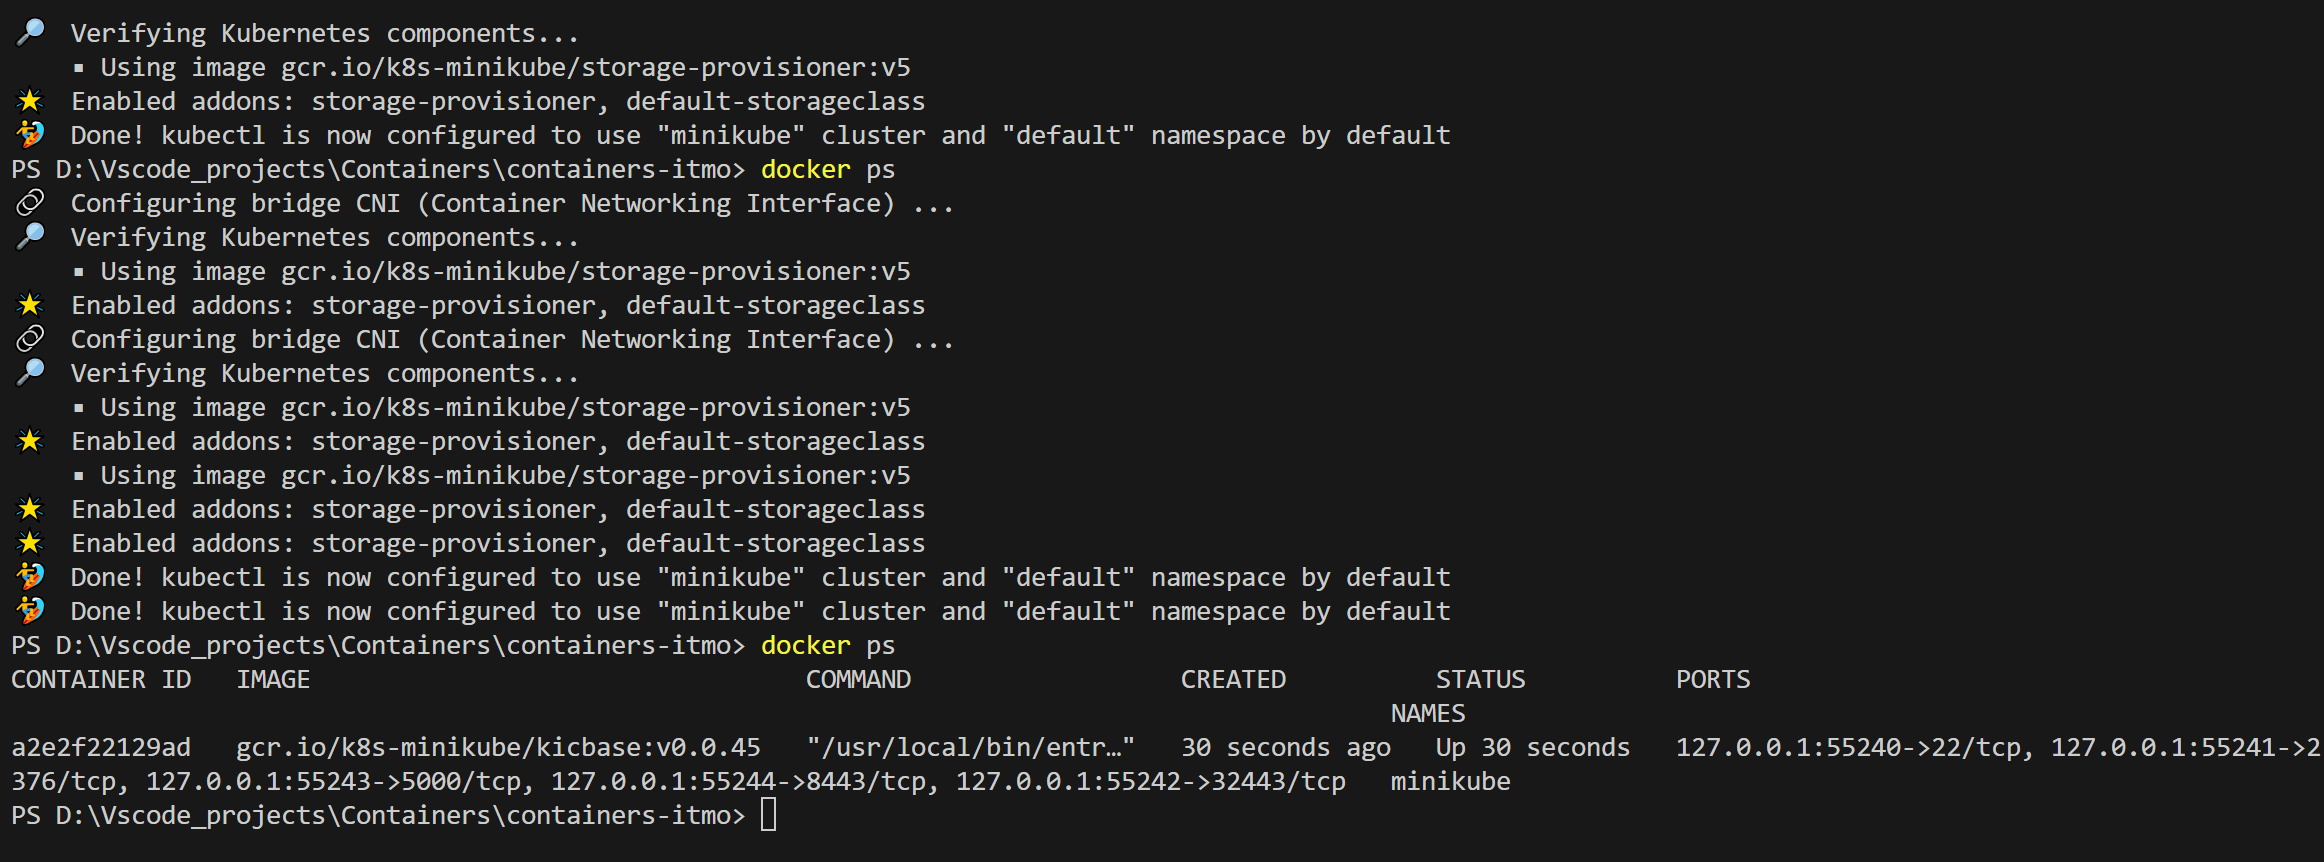 Verifying Kubernetes components...
▪ Using image gcr.io/k8s-minikube/storage-provisioner:v5
Enabled addons: storage-provisioner, default-storageclass
Done! kubectl is now configured to use "minikube" cluster and "default" namespace by default
PS D:\Vscode_projects\Containers\containers-itmo> docker ps
Configuring bridge CNI (Container Networking Interface) ...
Verifying Kubernetes components...
▪ Using image gcr.io/k8s-minikube/storage-provisioner:v5
Enabled addons: storage-provisioner, default-storageclass
Configuring bridge CNI (Container Networking Interface) ...
Verifying Kubernetes components...
▪ Using image gcr.io/k8s-minikube/storage-provisioner:v5
Enabled addons: storage-provisioner, default-storageclass
▪ Using image gcr.io/k8s-minikube/storage-provisioner:v5
Enabled addons: storage-provisioner, default-storageclass
Enabled addons: storage-provisioner, default-storageclass
Done! kubectl is now configured to use "minikube" cluster and "default" namespace by default
Done! kubectl is now configured to use "minikube" cluster and "default" namespace by default
PS D:\Vscode_projects\Containers\containers-itmo> docker ps
CONTAINER ID   IMAGE   COMMAND   CREATED   STATUS   PORTS
NAMES
a2e2f22129ad   gcr.io/k8s-minikube/kicbase:v0.0.45   "/usr/local/bin/entr…"   30 seconds ago   Up 30 seconds   127.0.0.1:55240->22/tcp, 127.0.0.1:55241->2
376/tcp, 127.0.0.1:55243->5000/tcp, 127.0.0.1:55244->8443/tcp, 127.0.0.1:55242->32443/tcp   minikube
PS D:\Vscode_projects\Containers\containers-itmo>